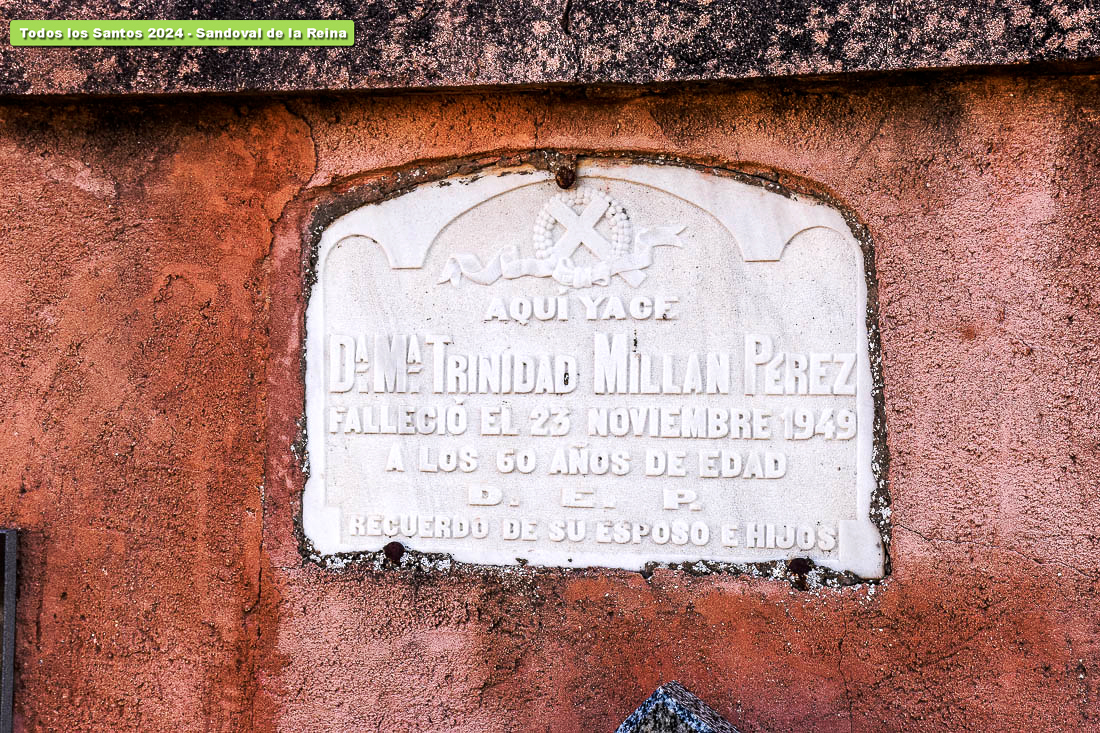 Todos los Santos 2024 - Sandoval de la Reina
AQUÍ YACE
Dª. Mª. TRINIDAD MILLAN PEREZ
FALLECIÓ EL 23 NOVIEMBRE 1949
A LOS 50 AÑOS DE EDAD
D. E. P.
RECUERDO DE SU ESPOSO E HIJOS